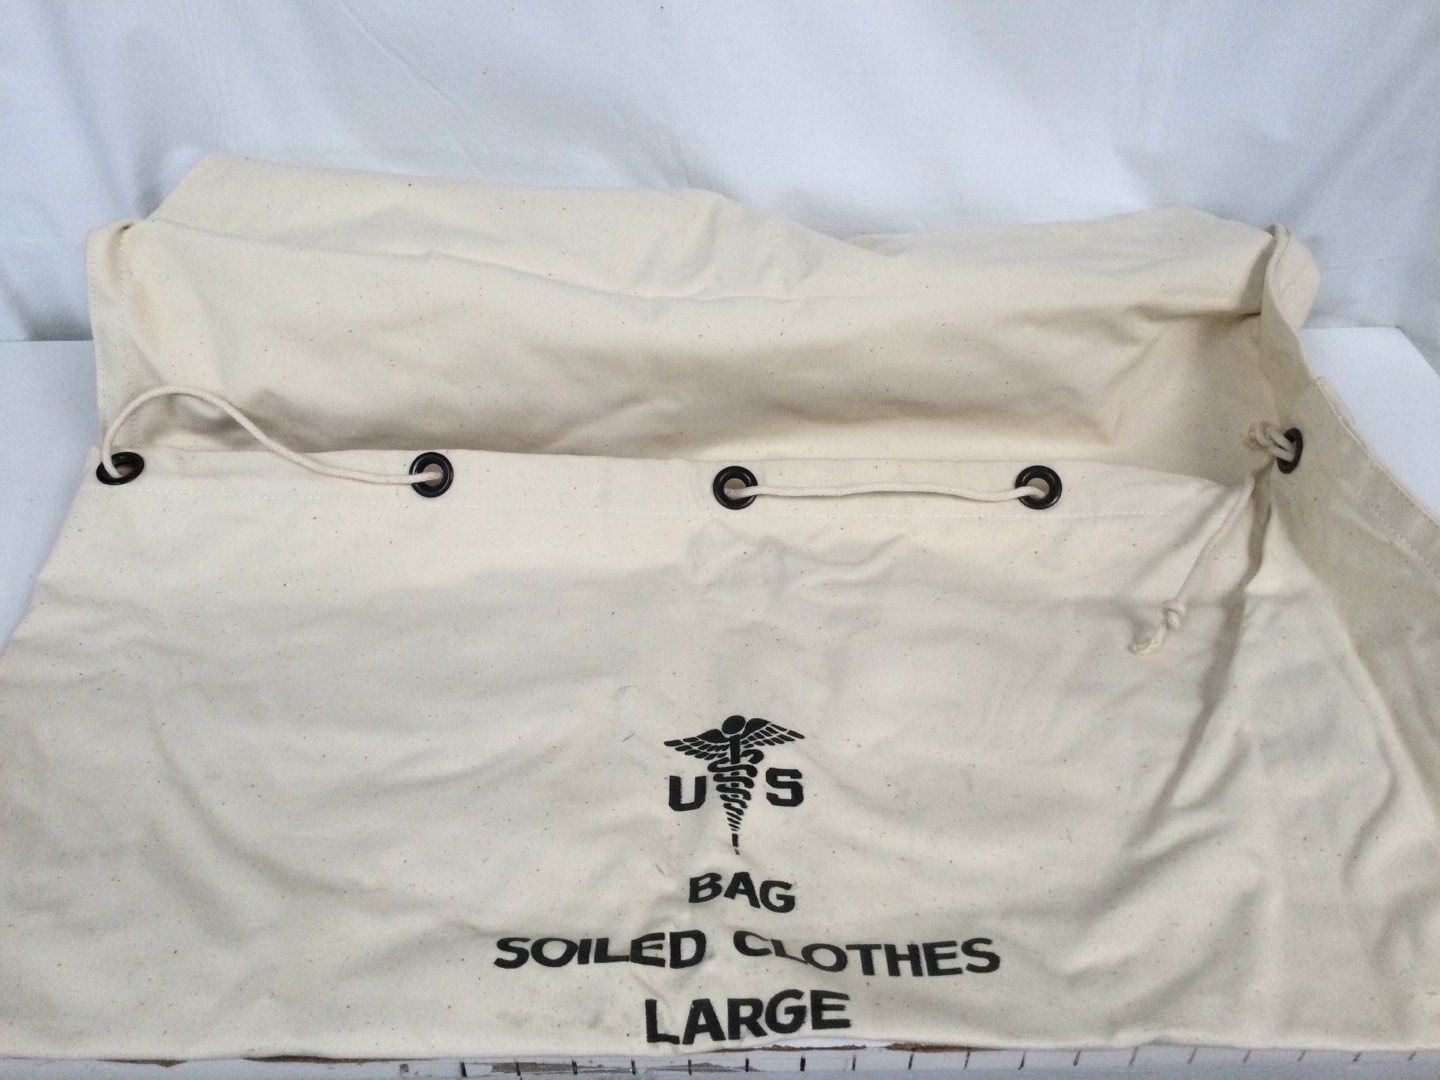 U S
BAG
SOILED CLOTHES
LARGE